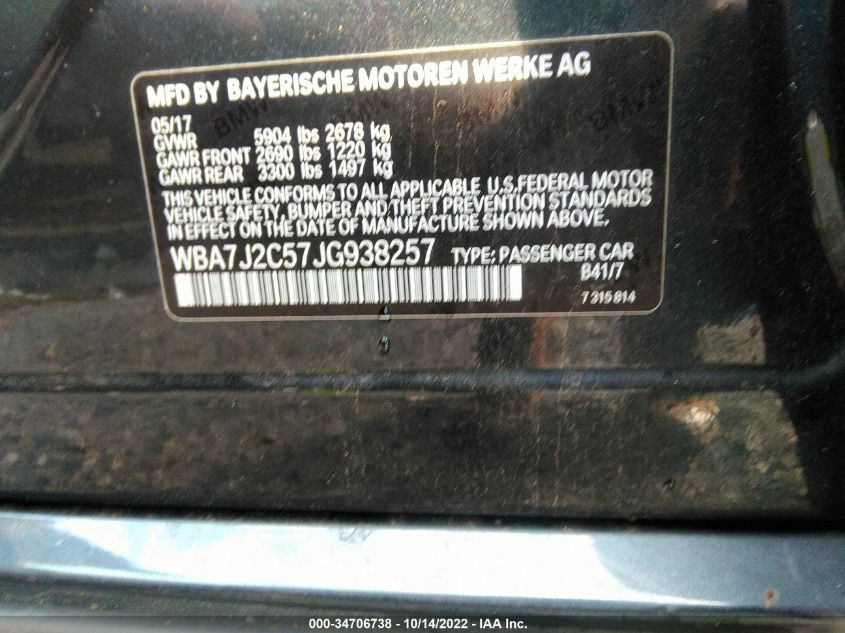 MFD BY BAYERISCHE MOTOREN WERKE AG
05/17
GVWR 5904 lbs 2678 kg
GAWR FRONT 2690 lbs 1220 kg
GAWR REAR 3300 lbs 1497 kg
THIS VEHICLE CONFORMS TO ALL APPLICABLE U.S.FEDERAL MOTOR
VEHICLE SAFETY, BUMPER AND THEFT PREVENTION STANDARDS
IN EFFECT ON THE DATE OF MANUFACTURE SHOWN ABOVE.
WBA7J2C57JG938257 TYPE: PASSENGER CAR
B41/7
7 315 814
000-34706738 - 10/14/2022 - IAA Inc.